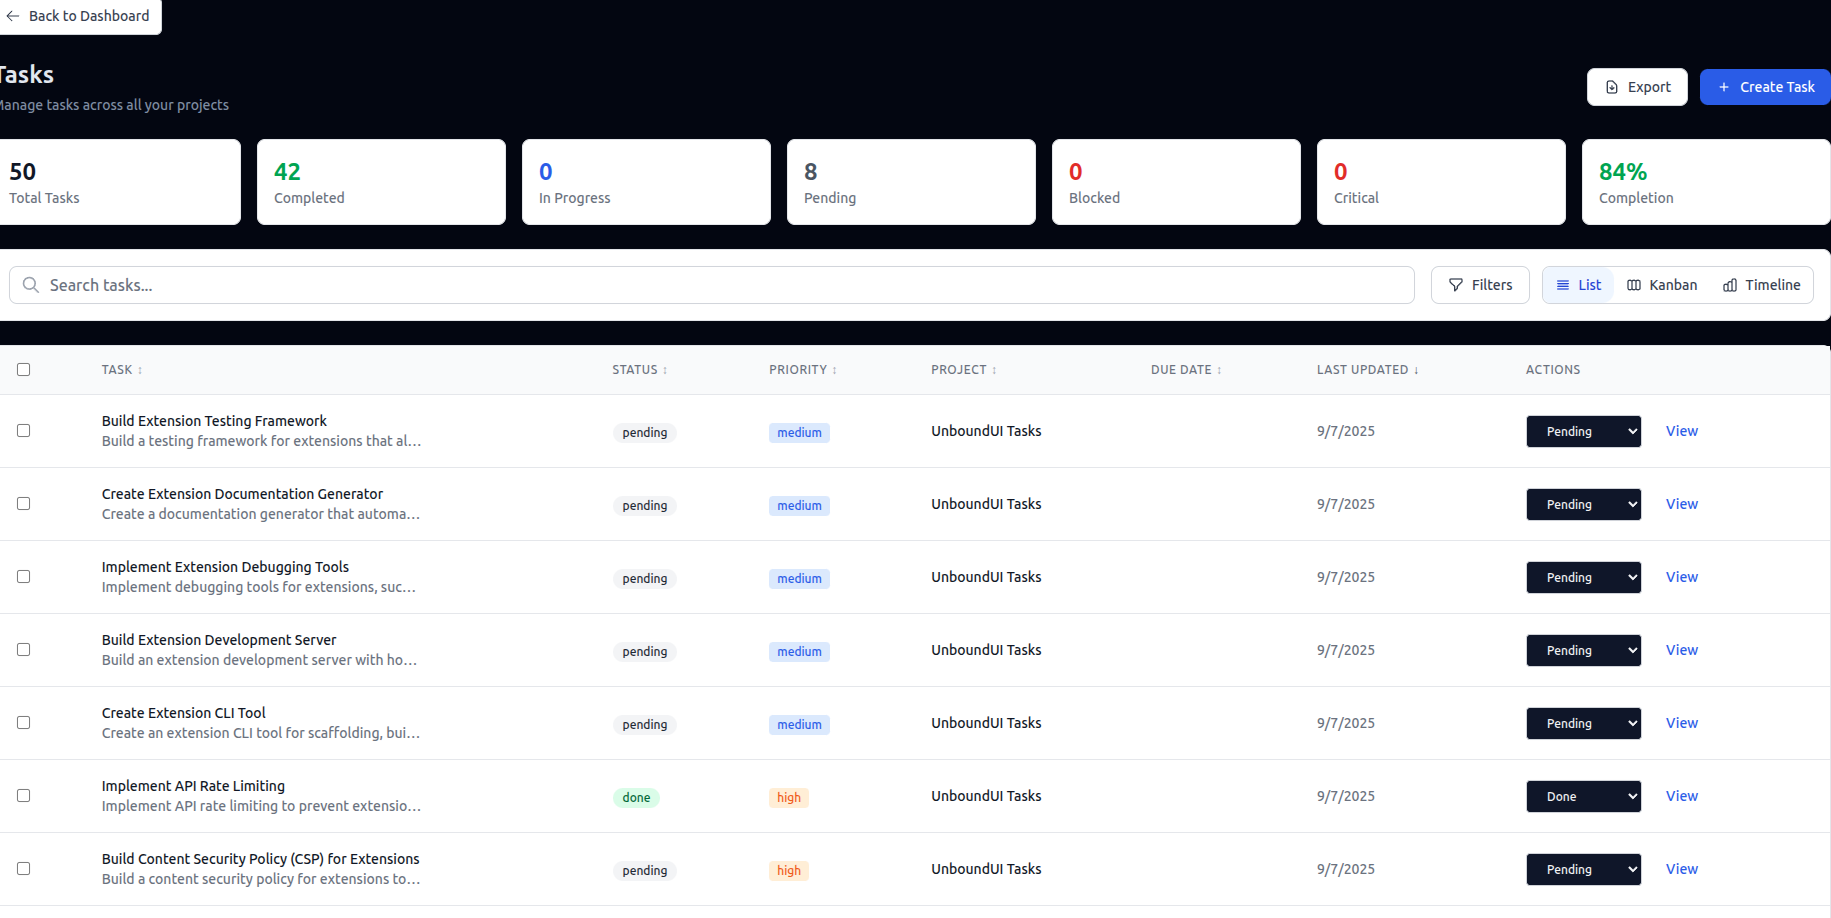 Back to Dashboard
Tasks
Manage tasks across all your projects
Export
+ Create Task
50
Total Tasks
42
Completed
0
In Progress
8
Pending
0
Blocked
0
Critical
84%
Completion
Search tasks...
Filters
List
Kanban
Timeline
TASK ↕ STATUS ↕ PRIORITY ↕ PROJECT ↕ DUE DATE ↕ LAST UPDATED ↓ ACTIONS
Build Extension Testing Framework
Build a testing framework for extensions that al...
pending medium UnboundUI Tasks 9/7/2025 Pending View
Create Extension Documentation Generator
Create a documentation generator that automa...
pending medium UnboundUI Tasks 9/7/2025 Pending View
Implement Extension Debugging Tools
Implement debugging tools for extensions, suc...
pending medium UnboundUI Tasks 9/7/2025 Pending View
Build Extension Development Server
Build an extension development server with ho...
pending medium UnboundUI Tasks 9/7/2025 Pending View
Create Extension CLI Tool
Create an extension CLI tool for scaffolding, bui...
pending medium UnboundUI Tasks 9/7/2025 Pending View
Implement API Rate Limiting
Implement API rate limiting to prevent extensio...
done high UnboundUI Tasks 9/7/2025 Done View
Build Content Security Policy (CSP) for Extensions
Build a content security policy for extensions to...
pending high UnboundUI Tasks 9/7/2025 Pending View